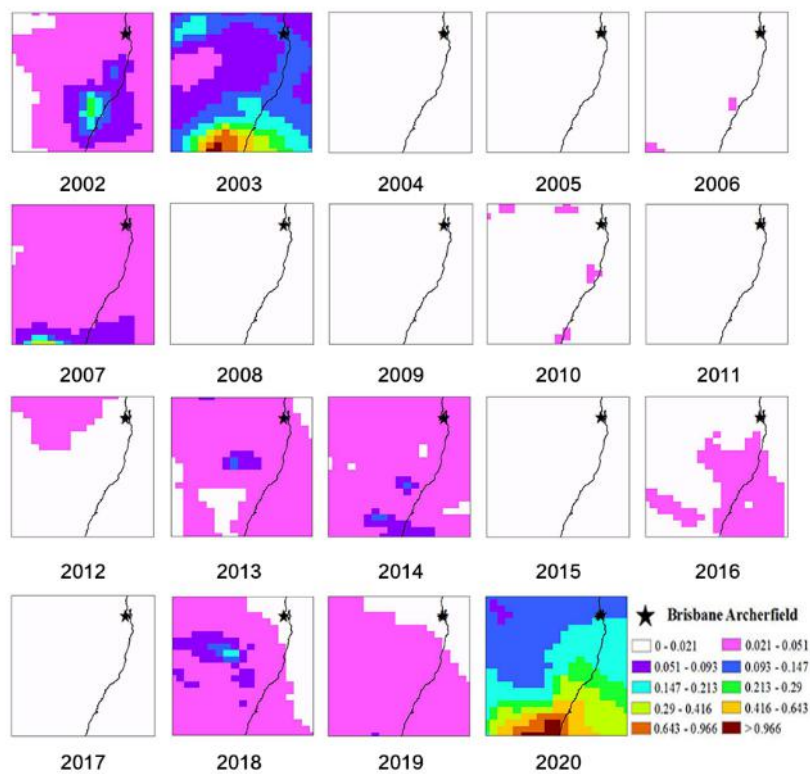 2002 2003 2004 2005 2006
2007 2008 2009 2010 2011
2012 2013 2014 2015 2016
Brisbane Archerfield
0 - 0.021 0.021 - 0.051
0.051 - 0.093 0.093 - 0.147
0.147 - 0.213 0.213 - 0.29
0.29 - 0.416 0.416 - 0.643
0.643 - 0.966 > 0.966
2017 2018 2019 2020